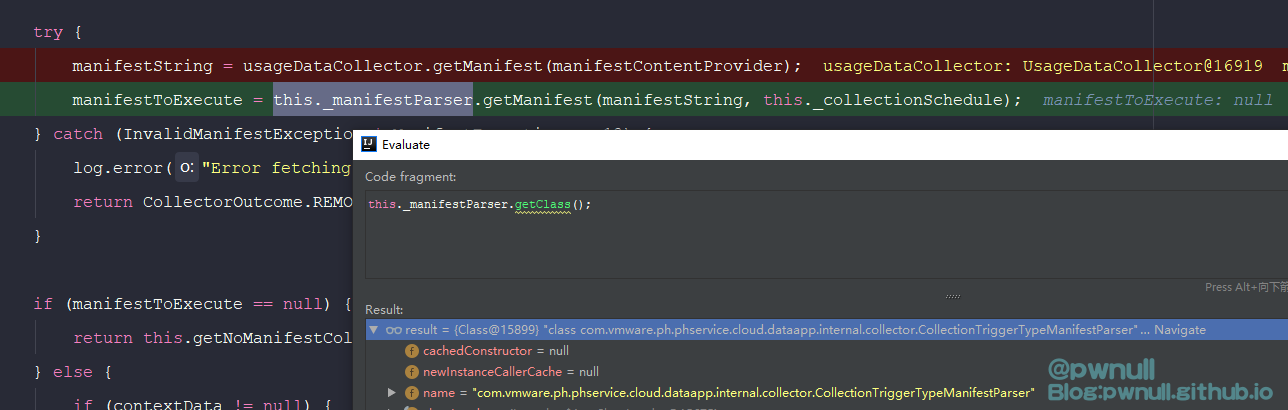 try {
manifestString = usageDataCollector.getManifest(manifestContentProvider); usageDataCollector: UsageDataCollector@16919
manifestToExecute = this._manifestParser.getManifest(manifestString, this._collectionSchedule); manifestToExecute: null
} catch (InvalidManifestException
Evaluate
Code fragment:
log.error( o: "Error fetching
this._manifestParser.getClass();
return CollectorOutcome.REMO
}
Press Alt+向下前
if (manifestToExecute == null) {
Result:
return this.getNoManifestCol
result = {Class@15899} "class com.vmware.ph.phservice.cloud.dataapp.internal.collector.CollectionTriggerTypeManifestParser"... Navigate
cachedConstructor = null
} else {
newInstanceCallerCache = null
@pwnull
name = "com.vmware.ph.phservice.cloud.dataapp.internal.collector.CollectionTriggerTypeManifestParser"
Blog:pwnull.github.io
if (contextData != null) {